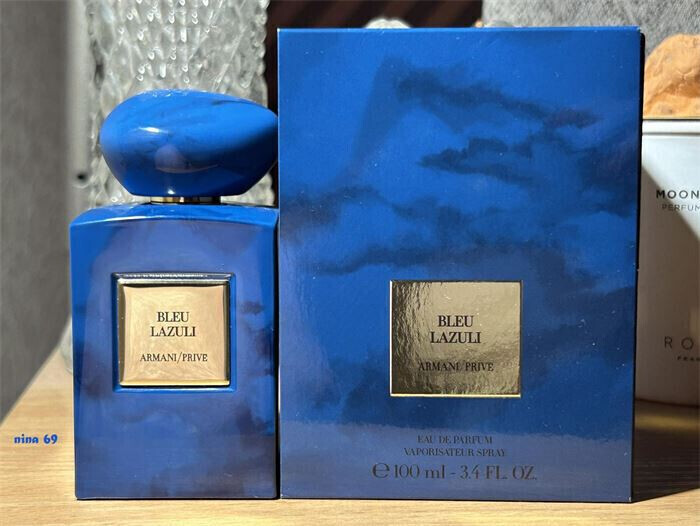 BLEU
LAZULI
ARMANI/PRIVE
BLEU
LAZULI
ARMANI/PRIVE
EAU DE PARFUM
VAPORISATEUR SPRAY
℮ 100 ml - 3.4 FL. OZ.
MOON
PERFUM
RO
FRA
nina 69